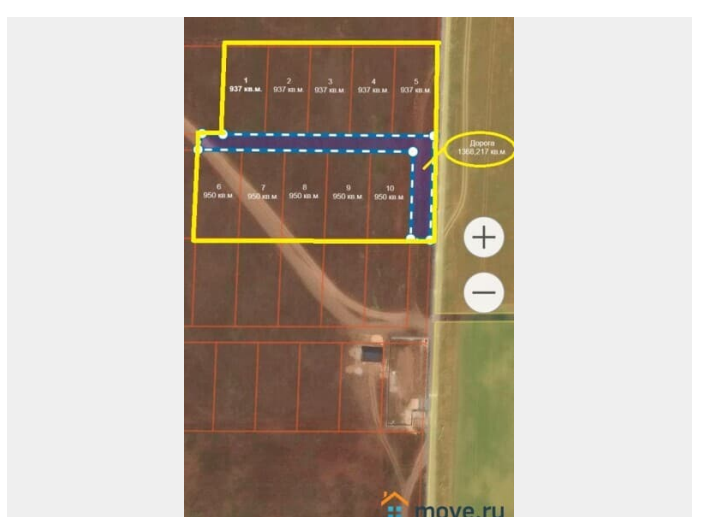 1
937 кв.м.
2
937 кв.м.
3
937 кв.м.
4
937 кв.м.
5
937 кв.м.
Дорога
1368,217 кв.м
6
950 кв.м
7
950 кв.м
8
950 кв.м
9
950 кв.м
10
950 кв.м
move.ru